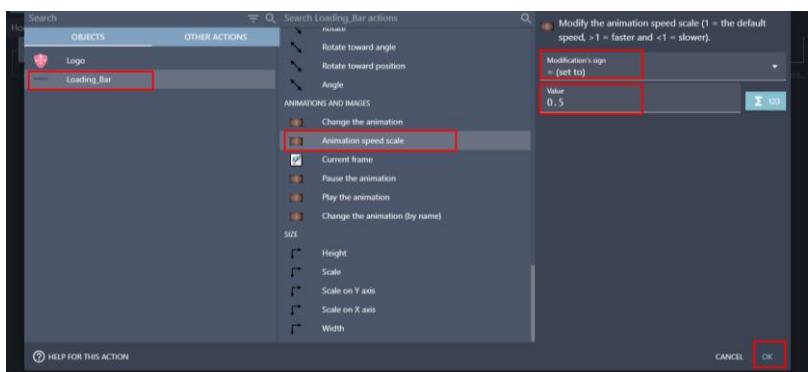 Search
OBJECTS
OTHER ACTIONS
Logo
Loading_Bar
Search Loading_Bar actions
Rotate
Rotate toward angle
Rotate toward position
Angle
ANIMATIONS AND IMAGES
Change the animation
Animation speed scale
Current frame
Pause the animation
Play the animation
Change the animation (by name)
SIZE
Height
Scale
Scale on Y axis
Scale on X axis
Width
Modify the animation speed scale (1 = the default
speed, >1 = faster and <1 = slower).
Modification's sign
= (set to)
Value
0.5
Σ 123
HELP FOR THIS ACTION
CANCEL
OK